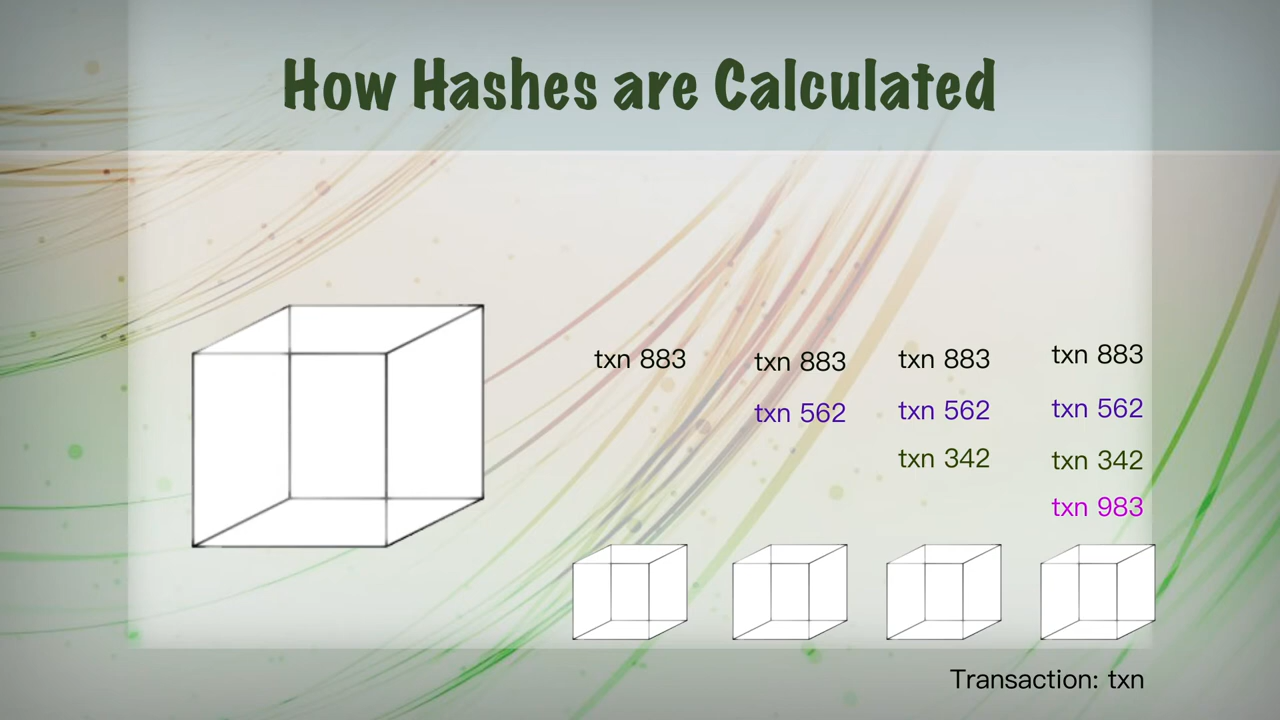 How Hashes are Calculated
txn 883 txn 883 txn 883 txn 883
txn 562 txn 562 txn 562
txn 342 txn 342
txn 983
Transaction: txn